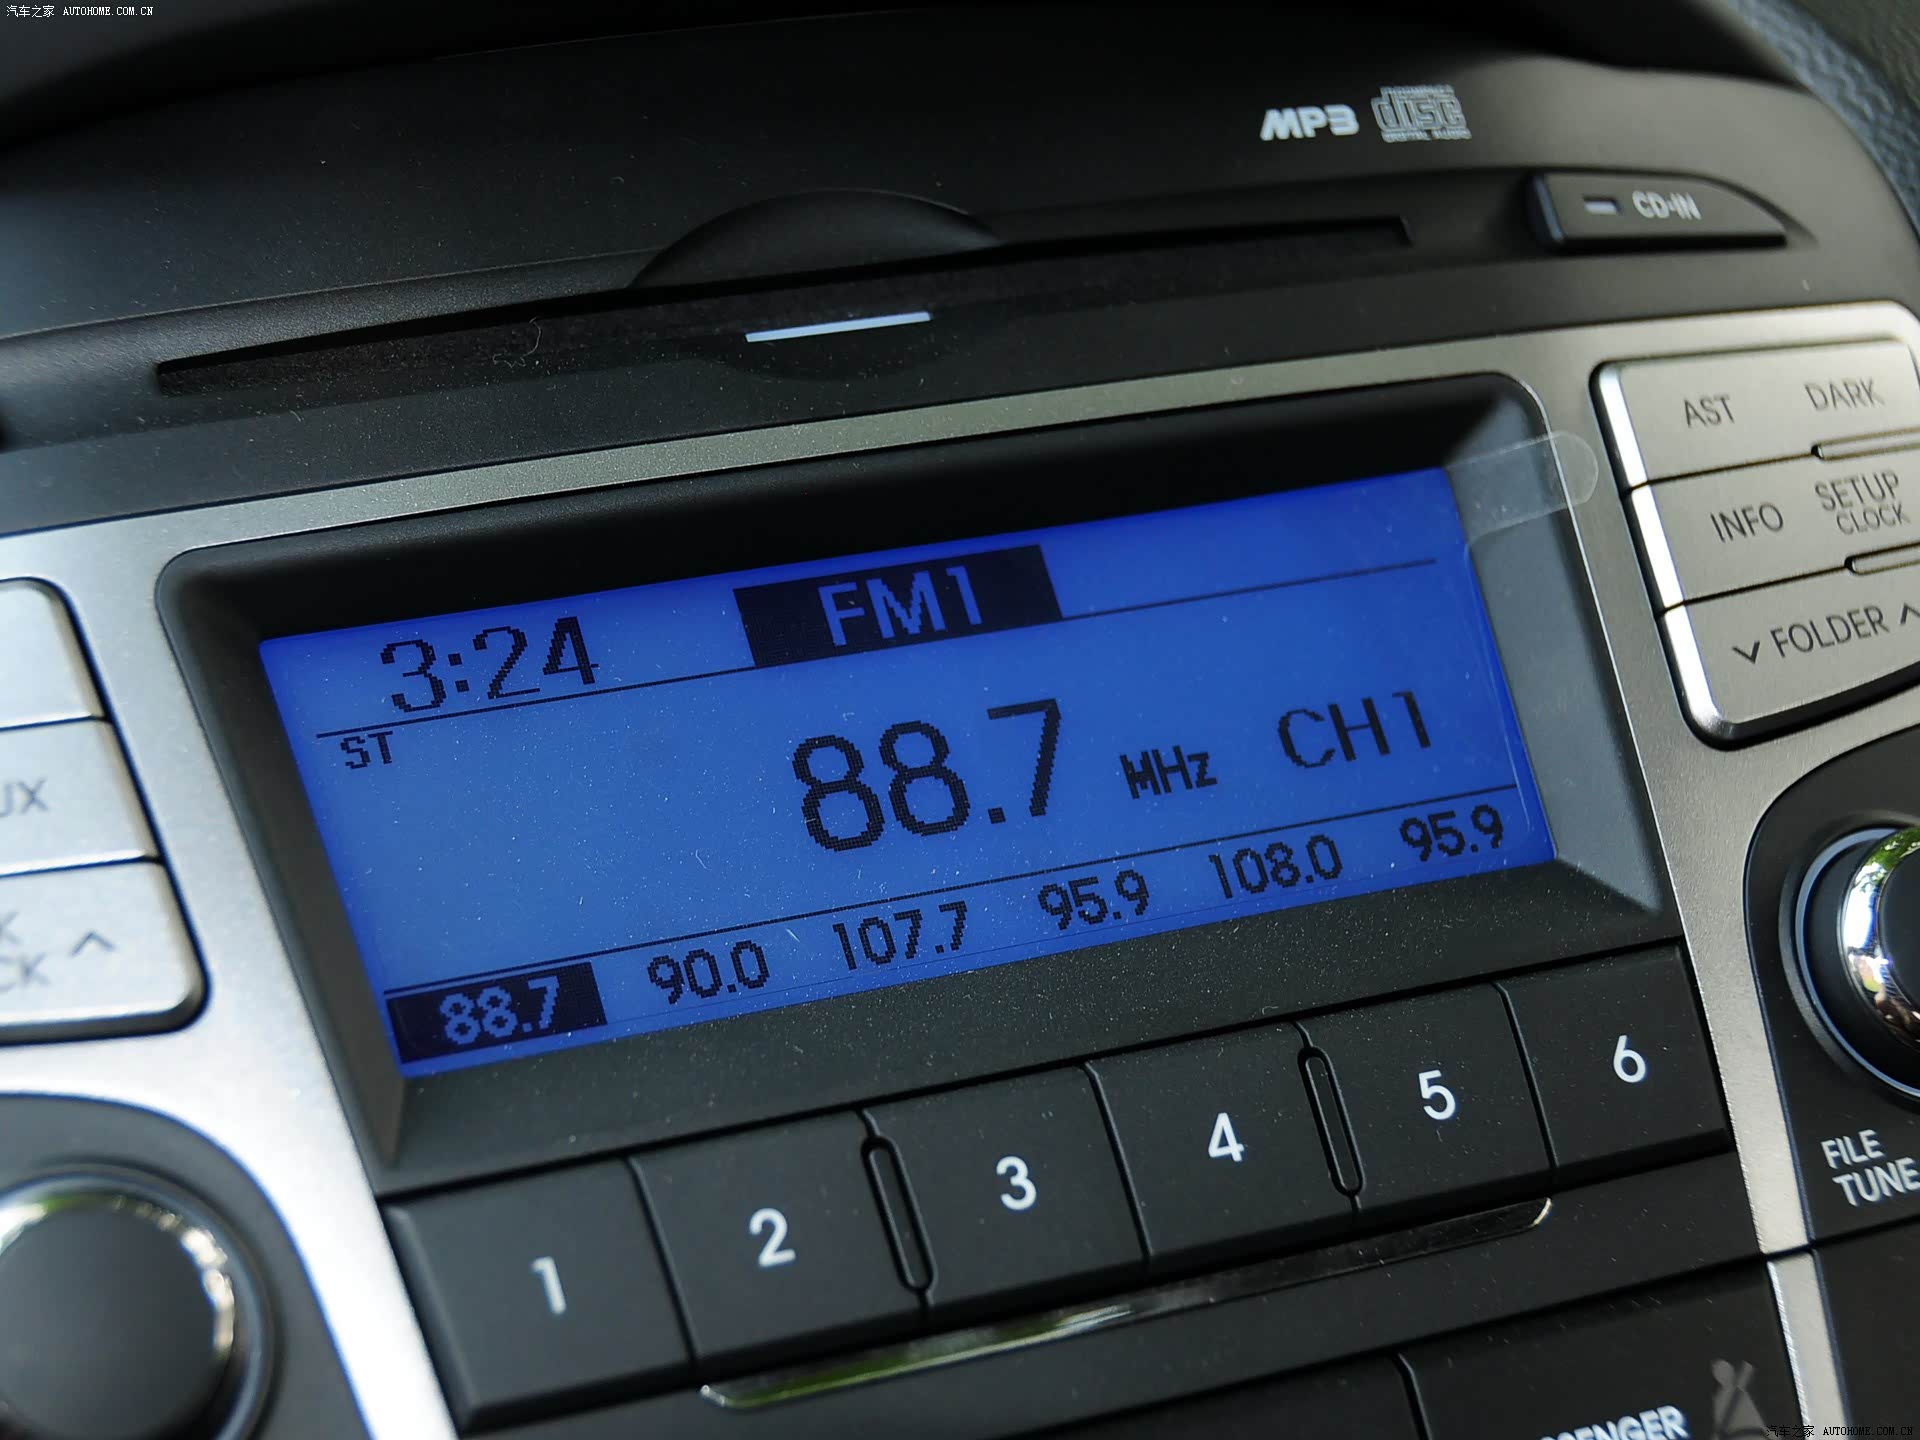 汽车之家 AUTOHOME.COM.CN
MP3 disc
DIGITAL AUDIO
CD-IN
AST DARK
INFO SETUP
CLOCK
FOLDER
3:24 FM1
ST
88.7 MHz CH1
88.7 90.0 107.7 95.9 108.0 95.9
1 2 3 4 5 6
FILE
TUNE
汽车之家 AUTOHOME.COM.CN